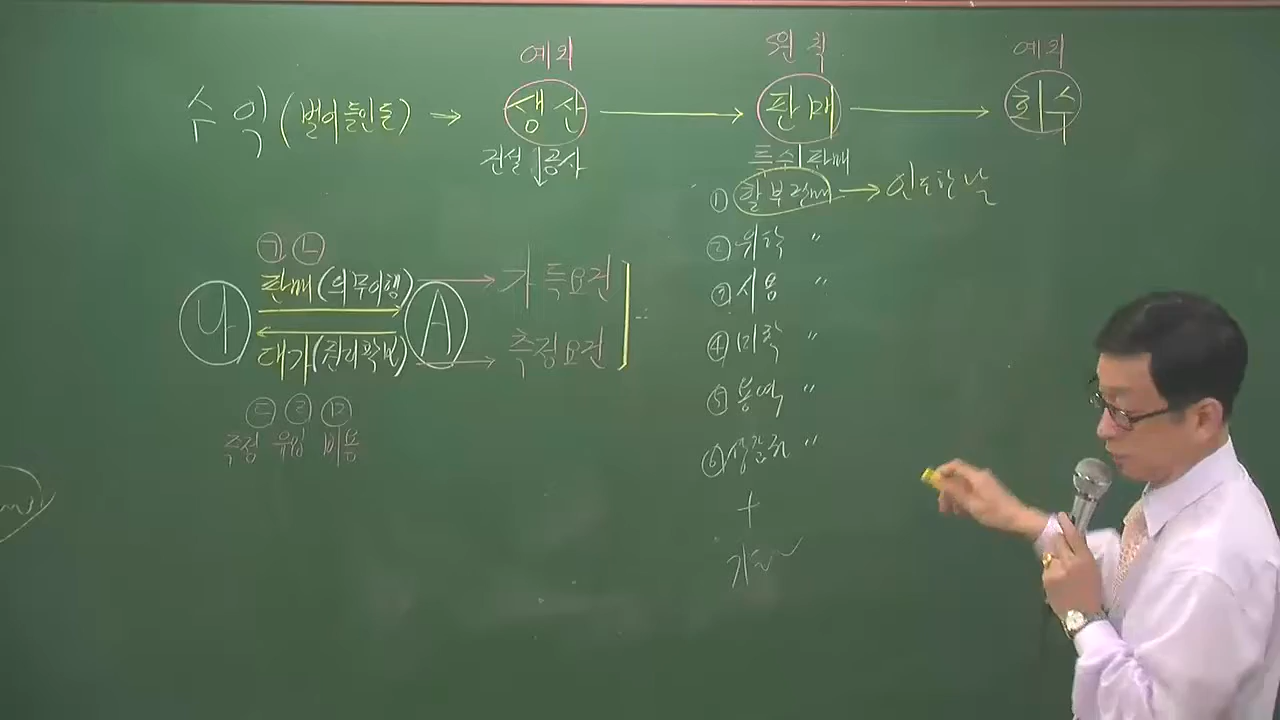 예외
원칙
예외
수익(벌어들인돈) → 생산 → 판매 → 회수
건설↓공사
특수판매
① 할부판매 → 인도한날
② 위탁 〃
③ 시용 〃
④ 미착 〃
⑤ 용역 〃
⑥ 상품권 〃
+
기타
ㄱ ㄴ
판매(의무이행) → 가득요건
나 A
대가(권리확보) → 측정요건
ㄷ ㄹ ㅁ
측정 유입 비용